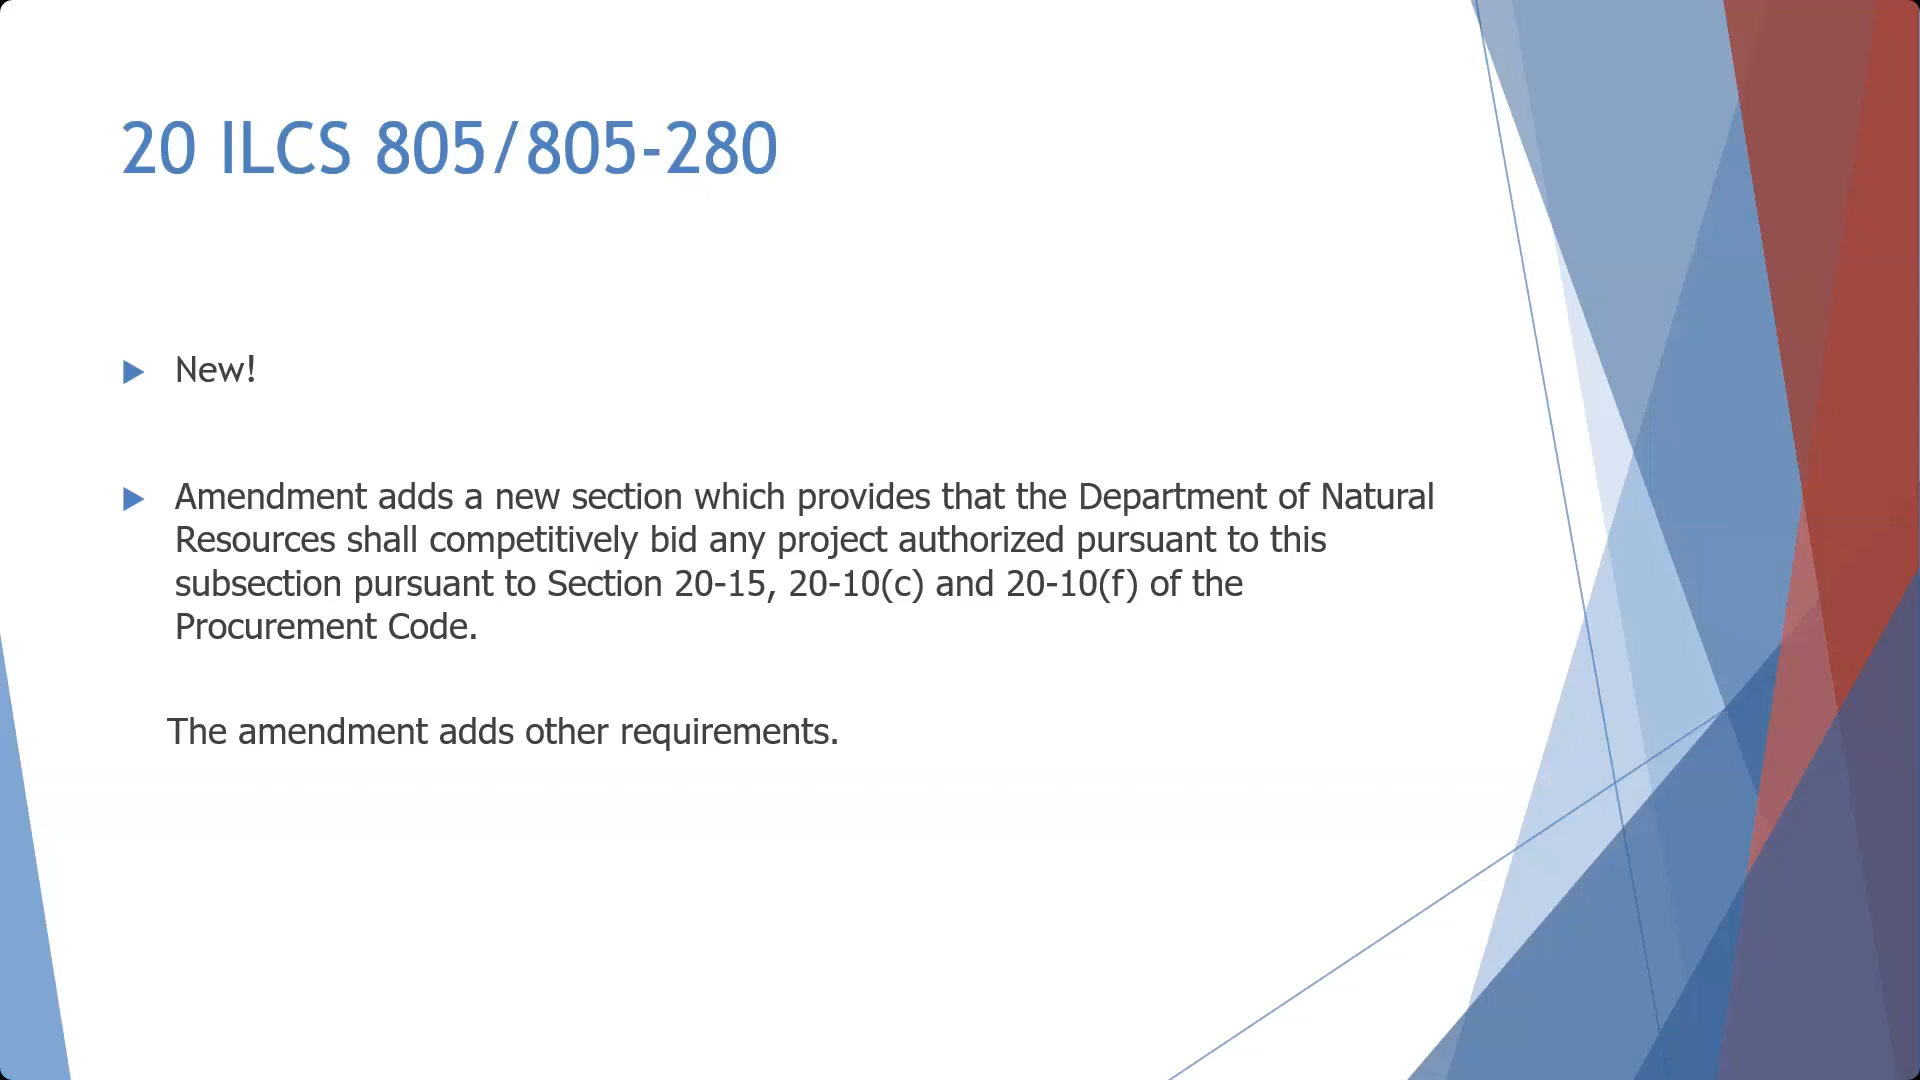 20 ILCS 805/805-280
New!
Amendment adds a new section which provides that the Department of Natural
Resources shall competitively bid any project authorized pursuant to this
subsection pursuant to Section 20-15, 20-10(c) and 20-10(f) of the
Procurement Code.
The amendment adds other requirements.